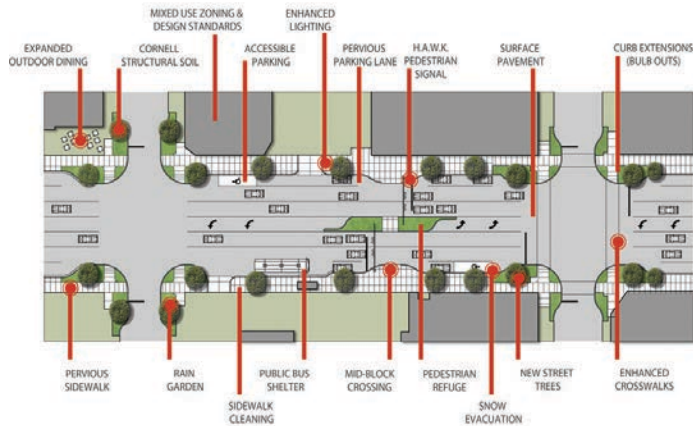 MIXED USE ZONING &
DESIGN STANDARDS
ENHANCED
LIGHTING
EXPANDED
OUTDOOR DINING
CORNELL
STRUCTURAL SOIL
ACCESSIBLE
PARKING
PERVIOUS
PARKING LANE
H.A.W.K.
PEDESTRIAN
SIGNAL
SURFACE
PAVEMENT
CURB EXTENSIONS
(BULB OUTS)
PERVIOUS
SIDEWALK
RAIN
GARDEN
PUBLIC BUS
SHELTER
MID-BLOCK
CROSSING
PEDESTRIAN
REFUGE
NEW STREET
TREES
ENHANCED
CROSSWALKS
SIDEWALK
CLEANING
SNOW
EVACUATION